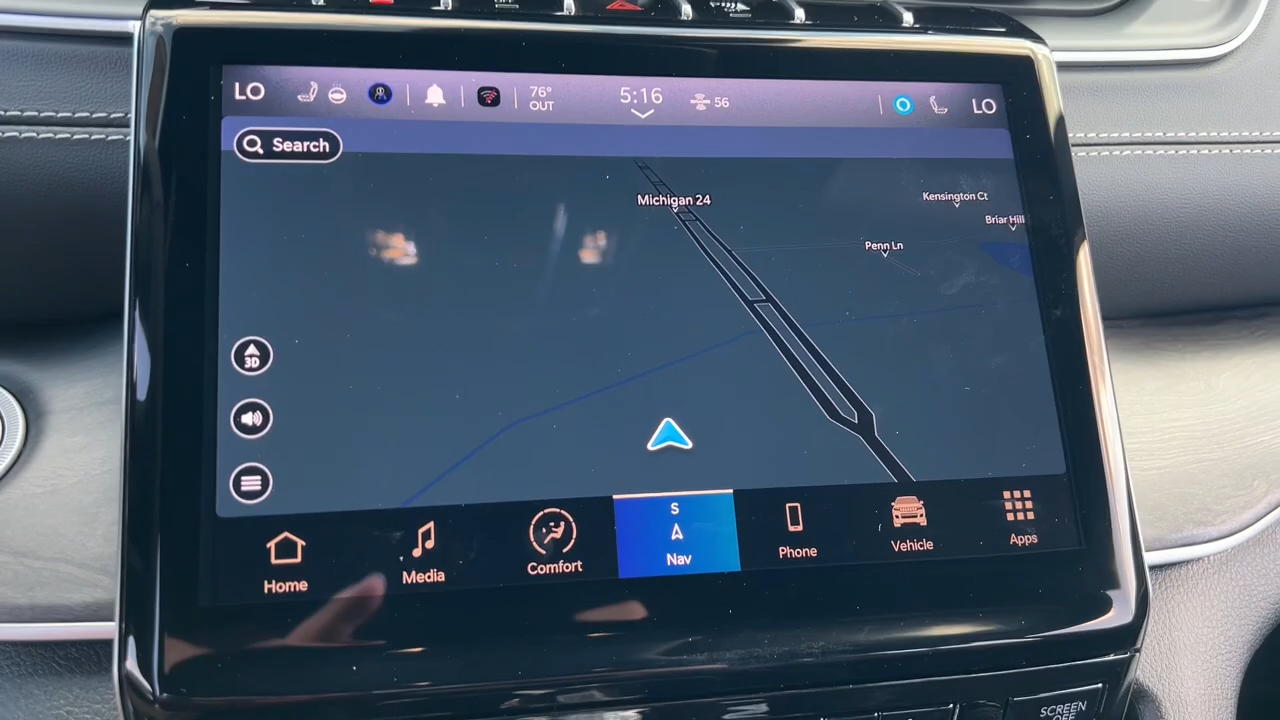 LO
76°
OUT
5:16
56
LO
Search
Michigan 24
Kensington Ct
Briar Hill
Penn Ln
3D
S
Nav
Home
Media
Comfort
Phone
Vehicle
Apps
SCREEN
OFF